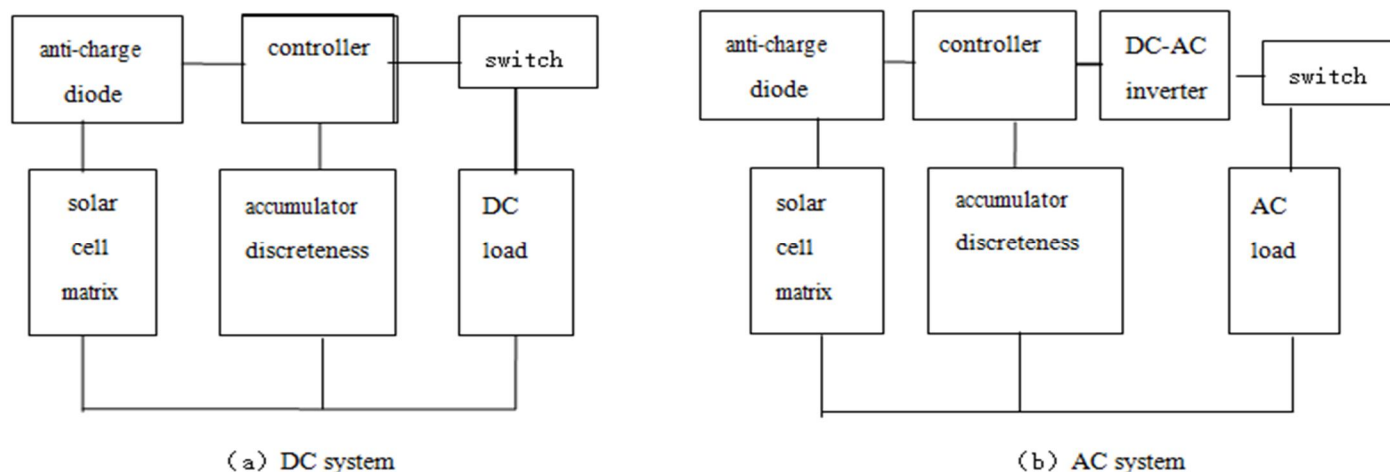 anti-charge
diode
controller
switch
solar
cell
matrix
accumulator
discreteness
DC
load
(a) DC system
anti-charge
diode
controller
DC-AC
inverter
switch
solar
cell
matrix
accumulator
discreteness
AC
load
(b) AC system